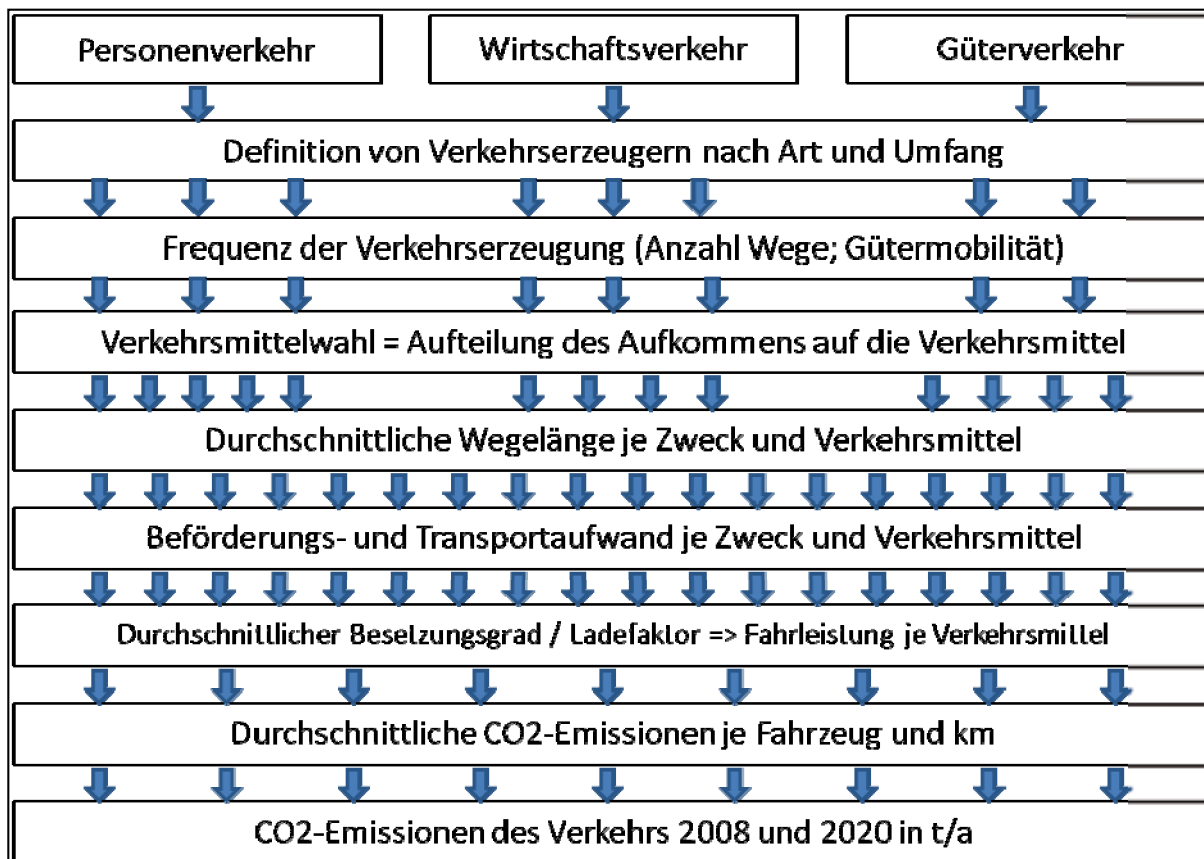 Personenverkehr
Wirtschaftsverkehr
Güterverkehr
Definition von Verkehrserzeugern nach Art und Umfang
Frequenz der Verkehrserzeugung (Anzahl Wege; Gütermobilität)
Verkehrsmittelwahl = Aufteilung des Aufkommens auf die Verkehrsmittel
Durchschnittliche Wegelänge je Zweck und Verkehrsmittel
Beförderungs- und Transportaufwand je Zweck und Verkehrsmittel
Durchschnittlicher Besetzungsgrad / Ladefaktor => Fahrleistung je Verkehrsmittel
Durchschnittliche CO2-Emissionen je Fahrzeug und km
CO2-Emissionen des Verkehrs 2008 und 2020 in t/a